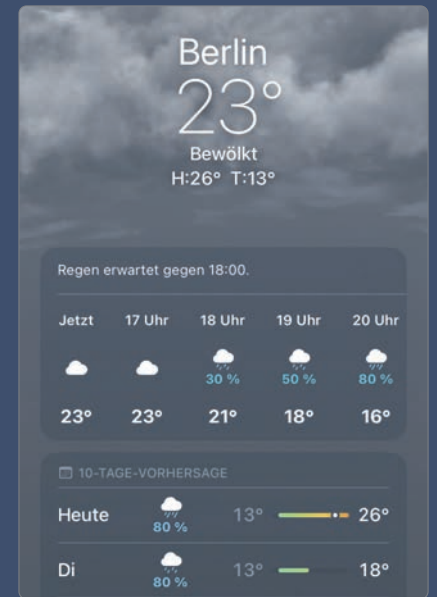 Berlin
23°
Bewölkt
H:26° T:13°
Regen erwartet gegen 18:00.
Jetzt 17 Uhr 18 Uhr 19 Uhr 20 Uhr
30 % 50 % 80 %
23° 23° 21° 18° 16°
10-TAGE-VORHERSAGE
Heute 80 % 13° 26°
Di 80 % 13° 18°